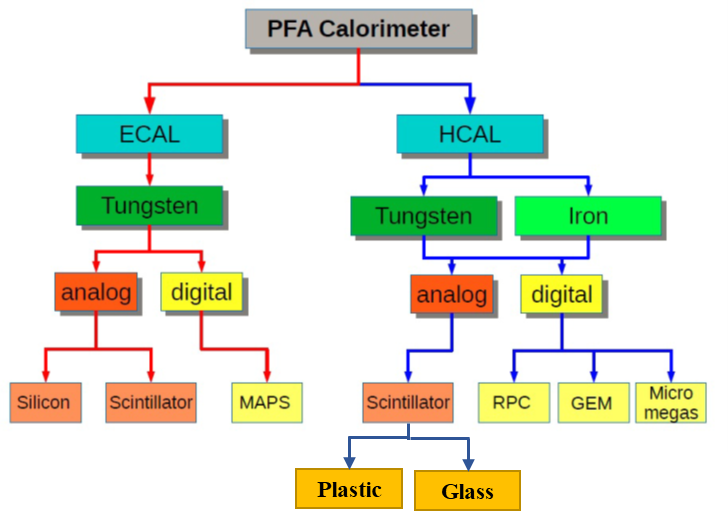 PFA Calorimeter
ECAL
HCAL
Tungsten
Tungsten
Iron
analog
digital
analog
digital
Silicon
Scintillator
MAPS
Scintillator
RPC
GEM
Micro
megas
Plastic
Glass